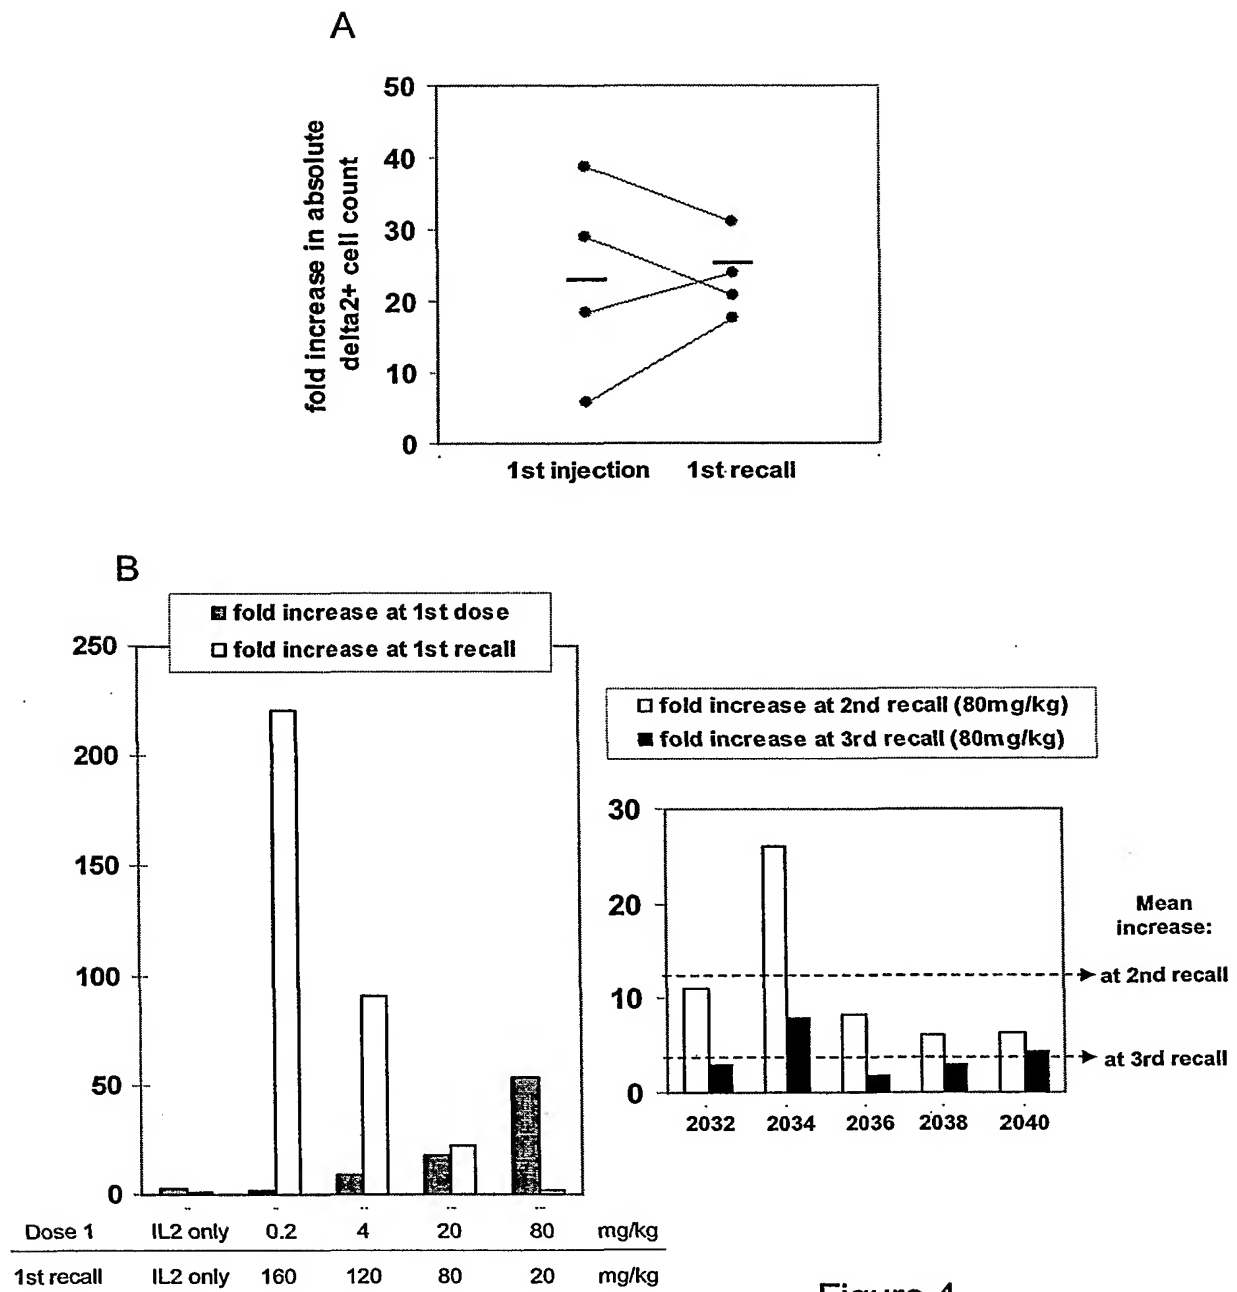 A
50
40
30
20
10
0
fold increase in absolute
delta2+ cell count
1st injection 1st recall
B
fold increase at 1st dose
fold increase at 1st recall
250
200
150
100
50
0
Dose 1 IL2 only 0.2 4 20 80 mg/kg
1st recall IL2 only 160 120 80 20 mg/kg
fold increase at 2nd recall (80mg/kg)
fold increase at 3rd recall (80mg/kg)
30
20
10
0
2032 2034 2036 2038 2040
Mean
increase:
at 2nd recall
at 3rd recall
Figure 4